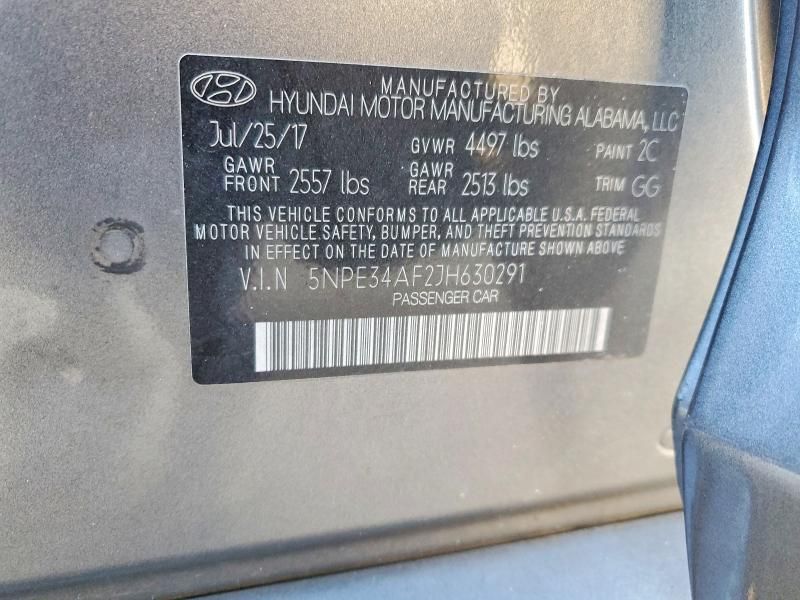 MANUFACTURED BY
HYUNDAI MOTOR MANUFACTURING ALABAMA, LLC
Jul/25/17 GVWR 4497 lbs PAINT 2C
GAWR FRONT 2557 lbs GAWR REAR 2513 lbs TRIM GG
THIS VEHICLE CONFORMS TO ALL APPLICABLE U.S.A. FEDERAL
MOTOR VEHICLE SAFETY, BUMPER, AND THEFT PREVENTION STANDARDS
IN EFFECT ON THE DATE OF MANUFACTURE SHOWN ABOVE
V.I.N 5NPE34AF2JH630291
PASSENGER CAR